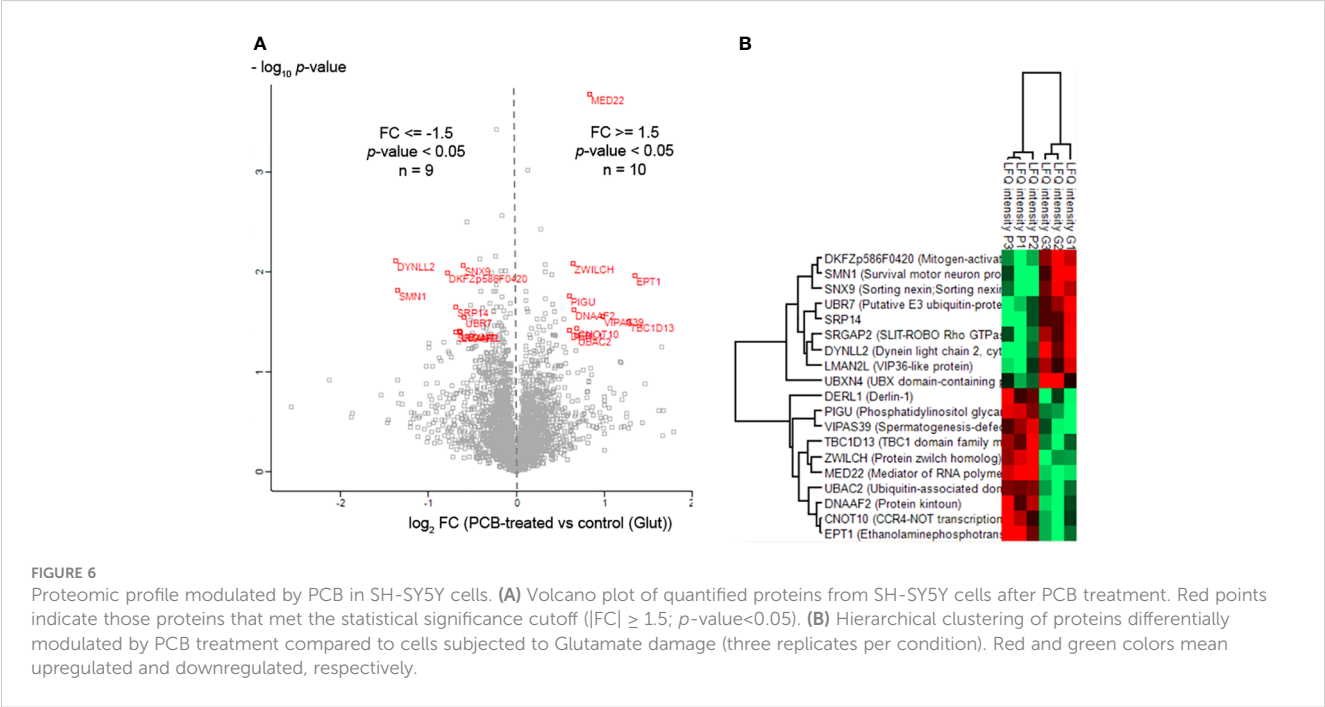 A
- log10 p-value
MED22
FC <= -1.5
p-value < 0.05
n = 9
FC >= 1.5
p-value < 0.05
n = 10
3
2
1
0
DYNLL2
SNX9
DKFZp586F0420
SMN1
SRP14
UBR7
ZWILCH
EPT1
PIGU
DNAAF2
VIPAS39
TBC1D13
CNOT10
UBAC2
-2
-1
0
1
2
log2 FC (PCB-treated vs control (Glut))
B
LFQ intensity P3
LFQ intensity P1
LFQ intensity P2
LFQ intensity G3
LFQ intensity G2
LFQ intensity G1
DKFZp586F0420 (Mitogen-activat
SMN1 (Survival motor neuron pro
SNX9 (Sorting nexin;Sorting nexin
UBR7 (Putative E3 ubiquitin-prote
SRP14
SRGAP2 (SLIT-ROBO Rho GTPas
DYNLL2 (Dynein light chain 2, cyt
LMAN2L (VIP36-like protein)
UBXN4 (UBX domain-containing p
DERL1 (Derlin-1)
PIGU (Phosphatidylinositol glycan
VIPAS39 (Spermatogenesis-defec
TBC1D13 (TBC1 domain family m
ZWILCH (Protein zwilch homolog)
MED22 (Mediator of RNA polyme
UBAC2 (Ubiquitin-associated don
DNAAF2 (Protein kintoun)
CNOT10 (CCR4-NOT transcription
EPT1 (Ethanolaminephosphotrans
FIGURE 6
Proteomic profile modulated by PCB in SH-SY5Y cells. (A) Volcano plot of quantified proteins from SH-SY5Y cells after PCB treatment. Red points
indicate those proteins that met the statistical significance cutoff (|FC| ≥ 1.5; p-value<0.05). (B) Hierarchical clustering of proteins differentially
modulated by PCB treatment compared to cells subjected to Glutamate damage (three replicates per condition). Red and green colors mean
upregulated and downregulated, respectively.